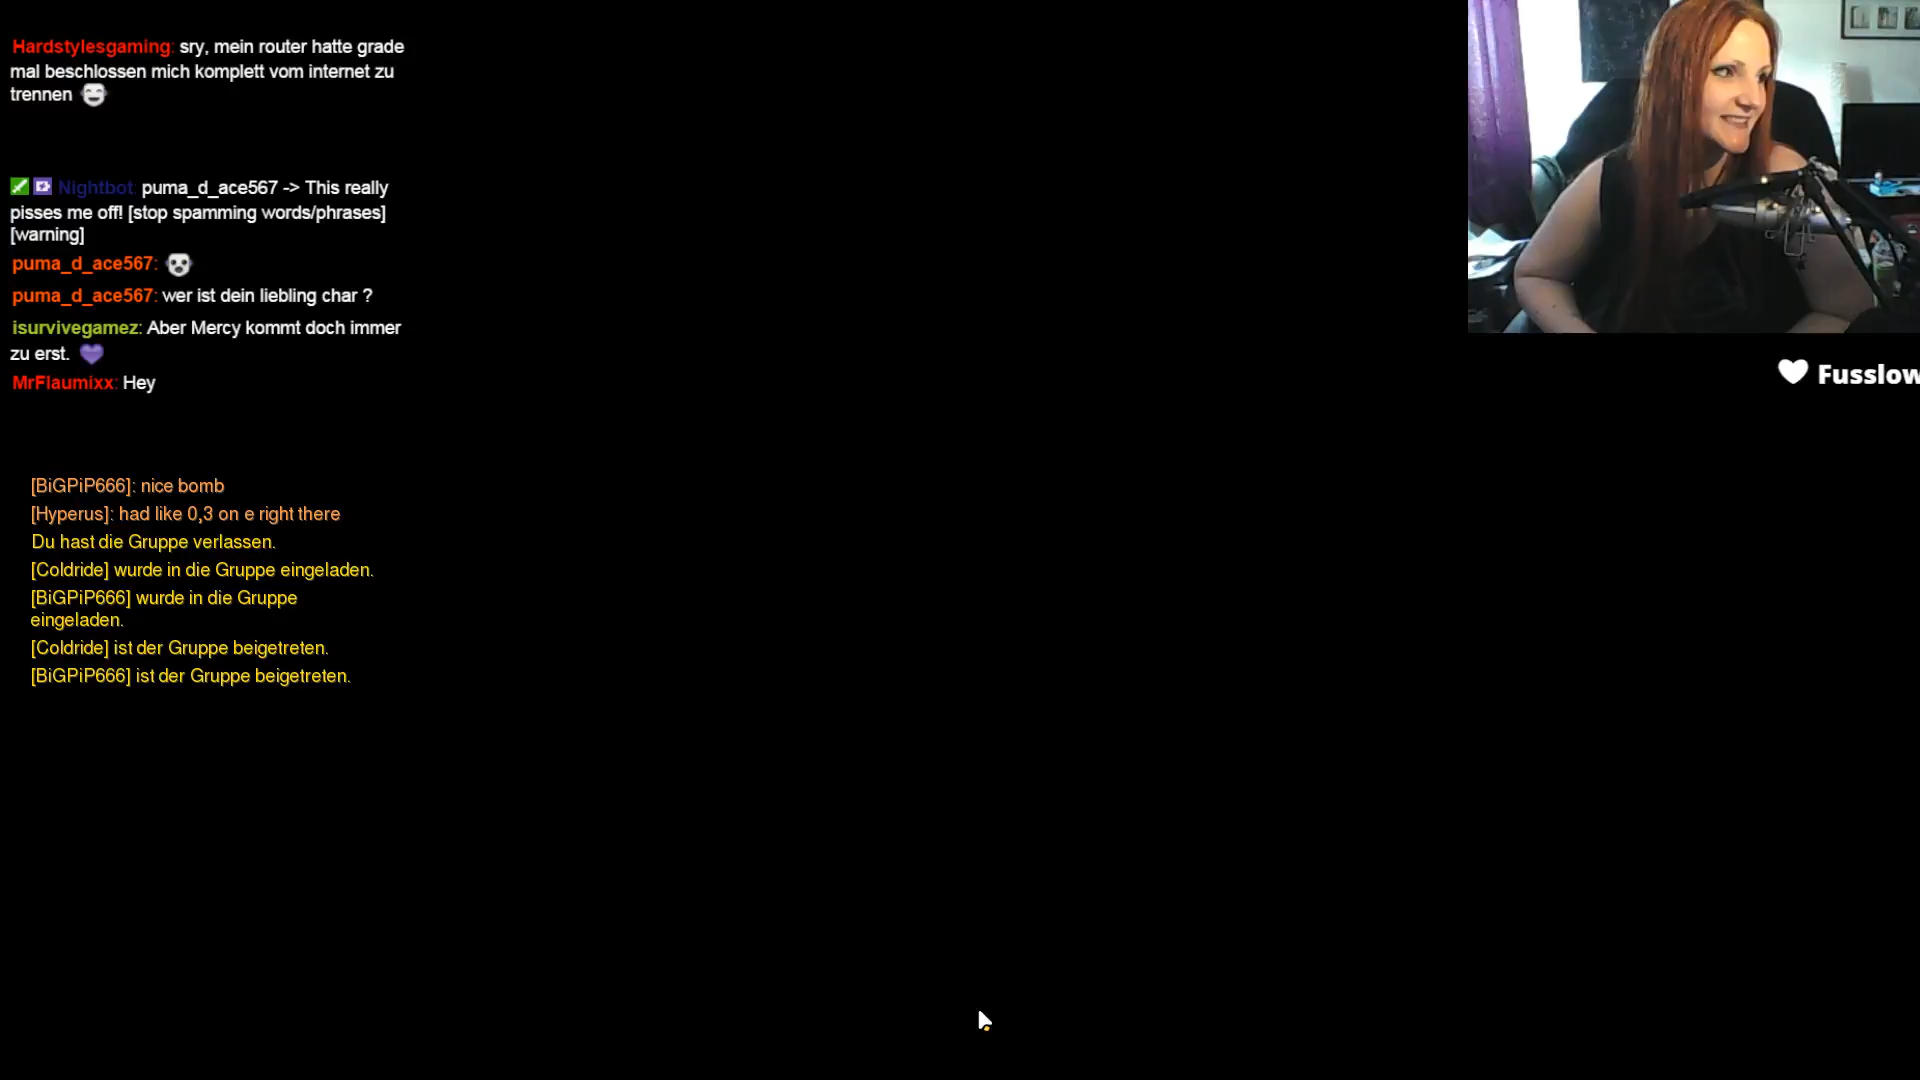 Hardstylesgaming: sry, mein router hatte grade
mal beschlossen mich komplett vom internet zu
trennen
Nightbot: puma_d_ace567 -> This really
pisses me off! [stop spamming words/phrases]
[warning]
puma_d_ace567:
puma_d_ace567: wer ist dein liebling char ?
isurvivegamez: Aber Mercy kommt doch immer
zu erst.
MrFlaumixx: Hey
Fusslow
[BiGPiP666]: nice bomb
[Hyperus]: had like 0,3 on e right there
Du hast die Gruppe verlassen.
[Coldride] wurde in die Gruppe eingeladen.
[BiGPiP666] wurde in die Gruppe
eingeladen.
[Coldride] ist der Gruppe beigetreten.
[BiGPiP666] ist der Gruppe beigetreten.